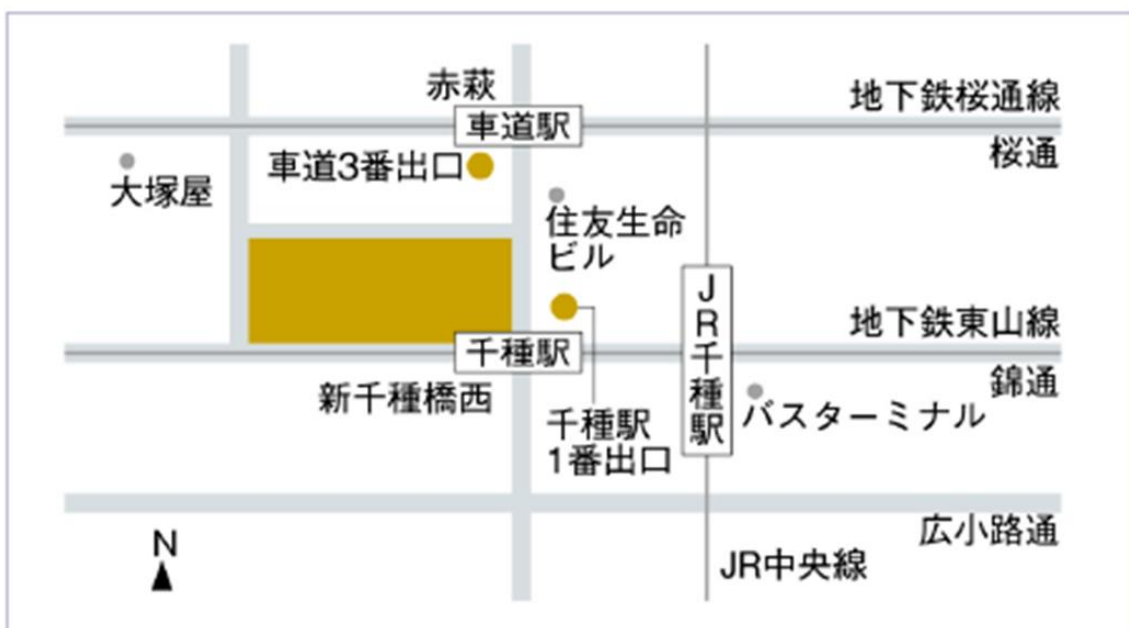 赤萩
地下鉄桜通線
車道駅
桜通
車道3番出口
大塚屋
住友生命
ビル
JR千種駅
地下鉄東山線
千種駅
錦通
新千種橋西
バスターミナル
千種駅
1番出口
広小路通
N
JR中央線